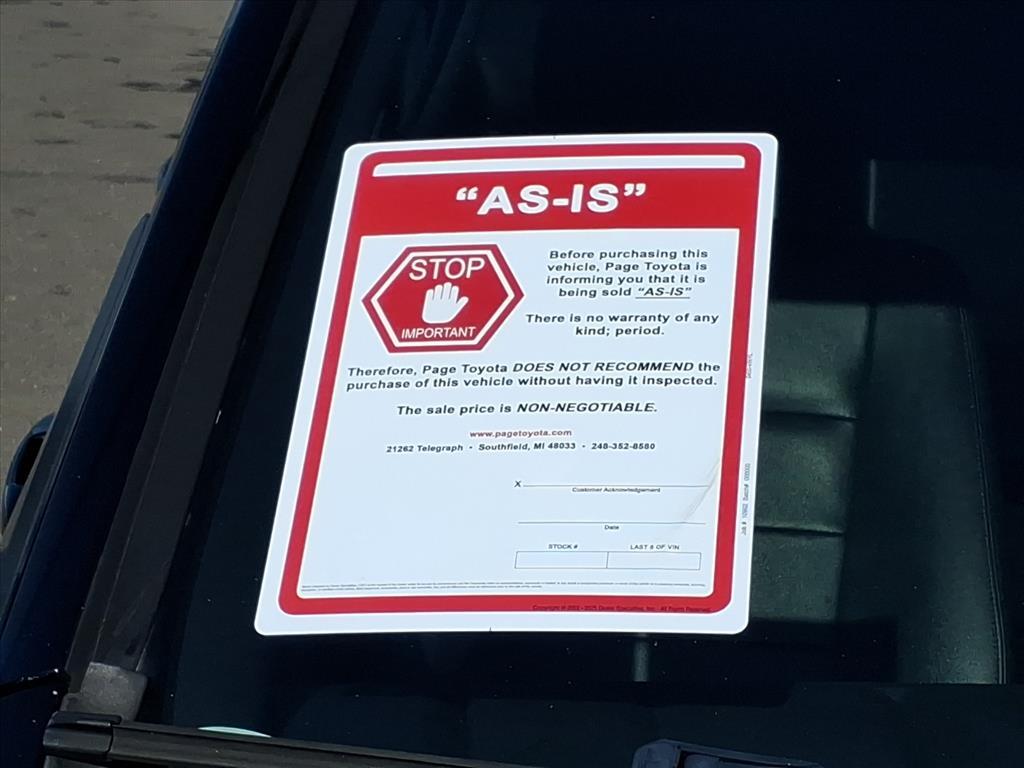 “AS-IS”
STOP
IMPORTANT
Before purchasing this
vehicle, Page Toyota is
informing you that it is
being sold “AS-IS”
There is no warranty of any
kind; period.
Therefore, Page Toyota DOES NOT RECOMMEND the
purchase of this vehicle without having it inspected.
The sale price is NON-NEGOTIABLE.
www.pagetoyota.com
21262 Telegraph • Southfield, MI 48033 • 248-352-8580
X
Customer Acknowledgement
Date
STOCK #
LAST 8 OF VIN